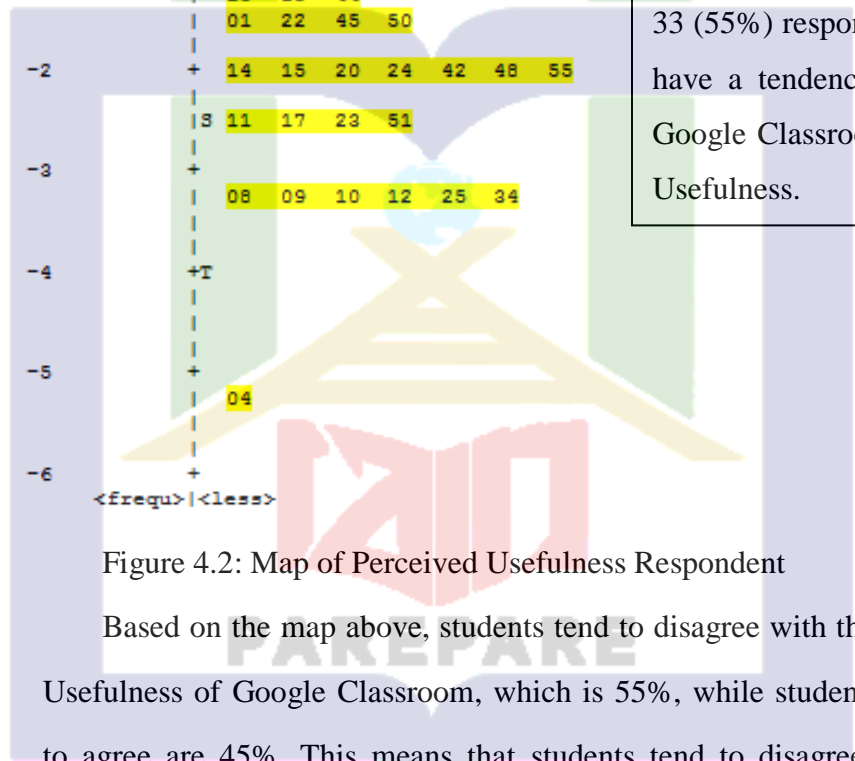 | 01 22 45 50
33 (55%)
|
-2 + 14 15 20 24 42 48 55
have a tendenc
|
|S 11 17 23 51
Google Classroo
|
-3 +
| 08 09 10 12 25 34
Usefulness.
|
|
-4 +T
|
|
|
-5 +
| 04
|
|
-6 +
<frequ>|<less>
Figure 4.2: Map of Perceived Usefulness Respondent
Based on the map above, students tend to disagree with th
Usefulness of Google Classroom, which is 55%, while studen
to agree are 45%. This means that students tend to disagree
PAREPARE